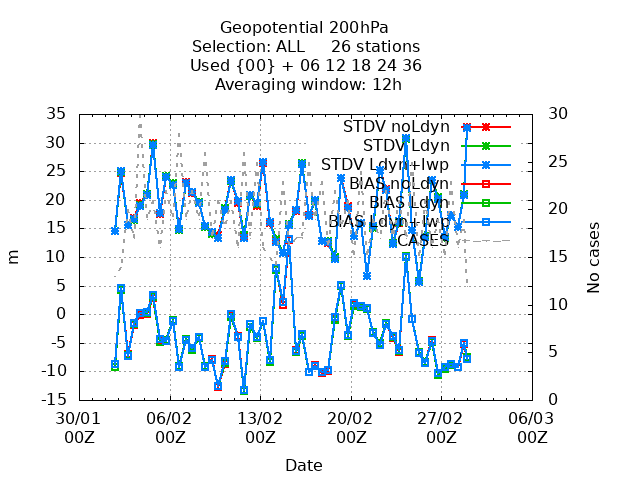 Geopotential 200hPa
Selection: ALL 26 stations
Used {00} + 06 12 18 24 36
Averaging window: 12h
35 30
30 25
25 20
20 15
15 10
10 5
5 0
0
-5
-10
-15
STDV noLdyn
STDV Ldyn
STDV Ldyn+lwp
BIAS noLdyn
BIAS Ldyn
BIAS Ldyn+lwp
CASES
m
No cases
30/01 06/02 13/02 20/02 27/02 06/03
00Z 00Z 00Z 00Z 00Z 00Z
Date